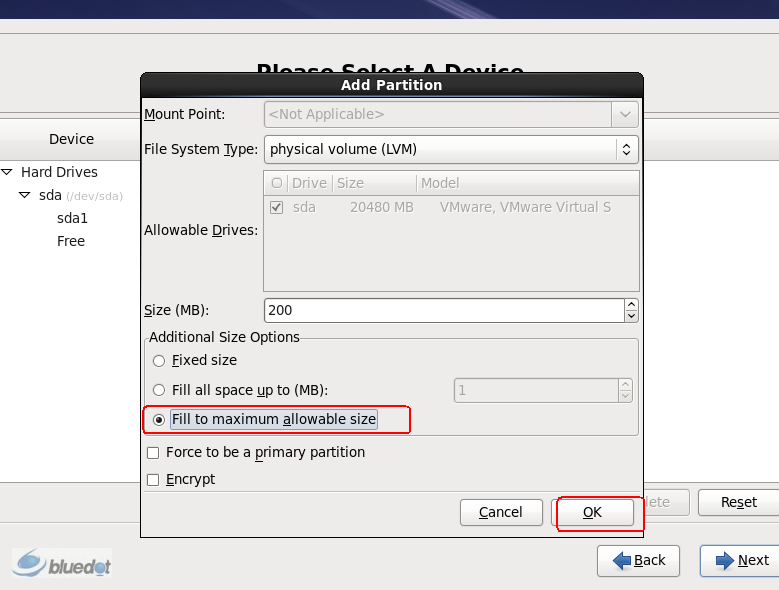 Please Select A Device
Add Partition
Mount Point: <Not Applicable>
File System Type: physical volume (LVM)
Device
Hard Drives
sda (/dev/sda)
sda1
Free
Allowable Drives:
Drive Size Model
sda 20480 MB VMware, VMware Virtual S
Size (MB): 200
Additional Size Options
Fixed size
Fill all space up to (MB): 1
Fill to maximum allowable size
Force to be a primary partition
Encrypt
Cancel OK Reset
bluedot Back Next